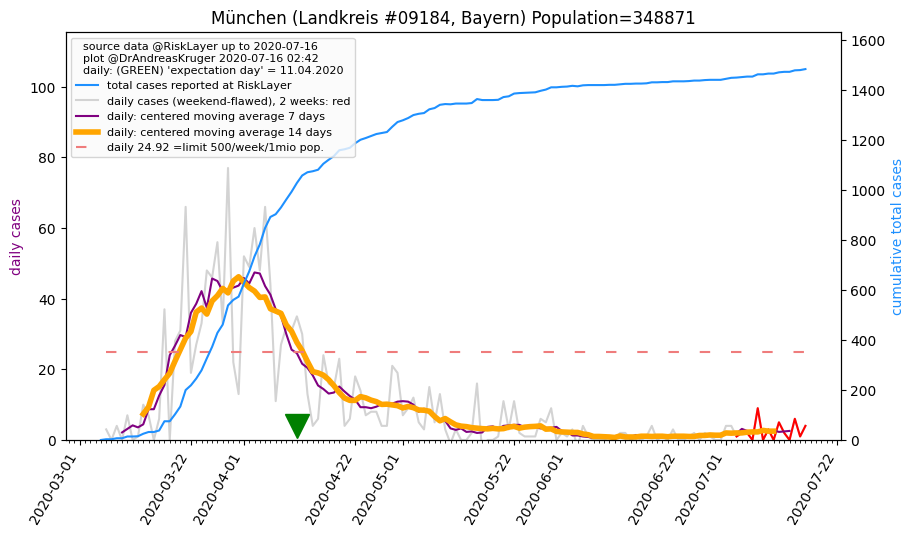 München (Landkreis #09184, Bayern) Population=348871
source data @RiskLayer up to 2020-07-16
plot @DrAndreasKruger 2020-07-16 02:42
daily: (GREEN) 'expectation day' = 11.04.2020
total cases reported at RiskLayer
daily cases (weekend-flawed), 2 weeks: red
daily: centered moving average 7 days
daily: centered moving average 14 days
daily 24.92 =limit 500/week/1mio pop.
daily cases
100
80
60
40
20
0
cumulative total cases
1600
1400
1200
1000
800
600
400
200
0
2020-03-01
2020-03-22
2020-04-01
2020-04-22
2020-05-01
2020-05-22
2020-06-01
2020-06-22
2020-07-01
2020-07-22